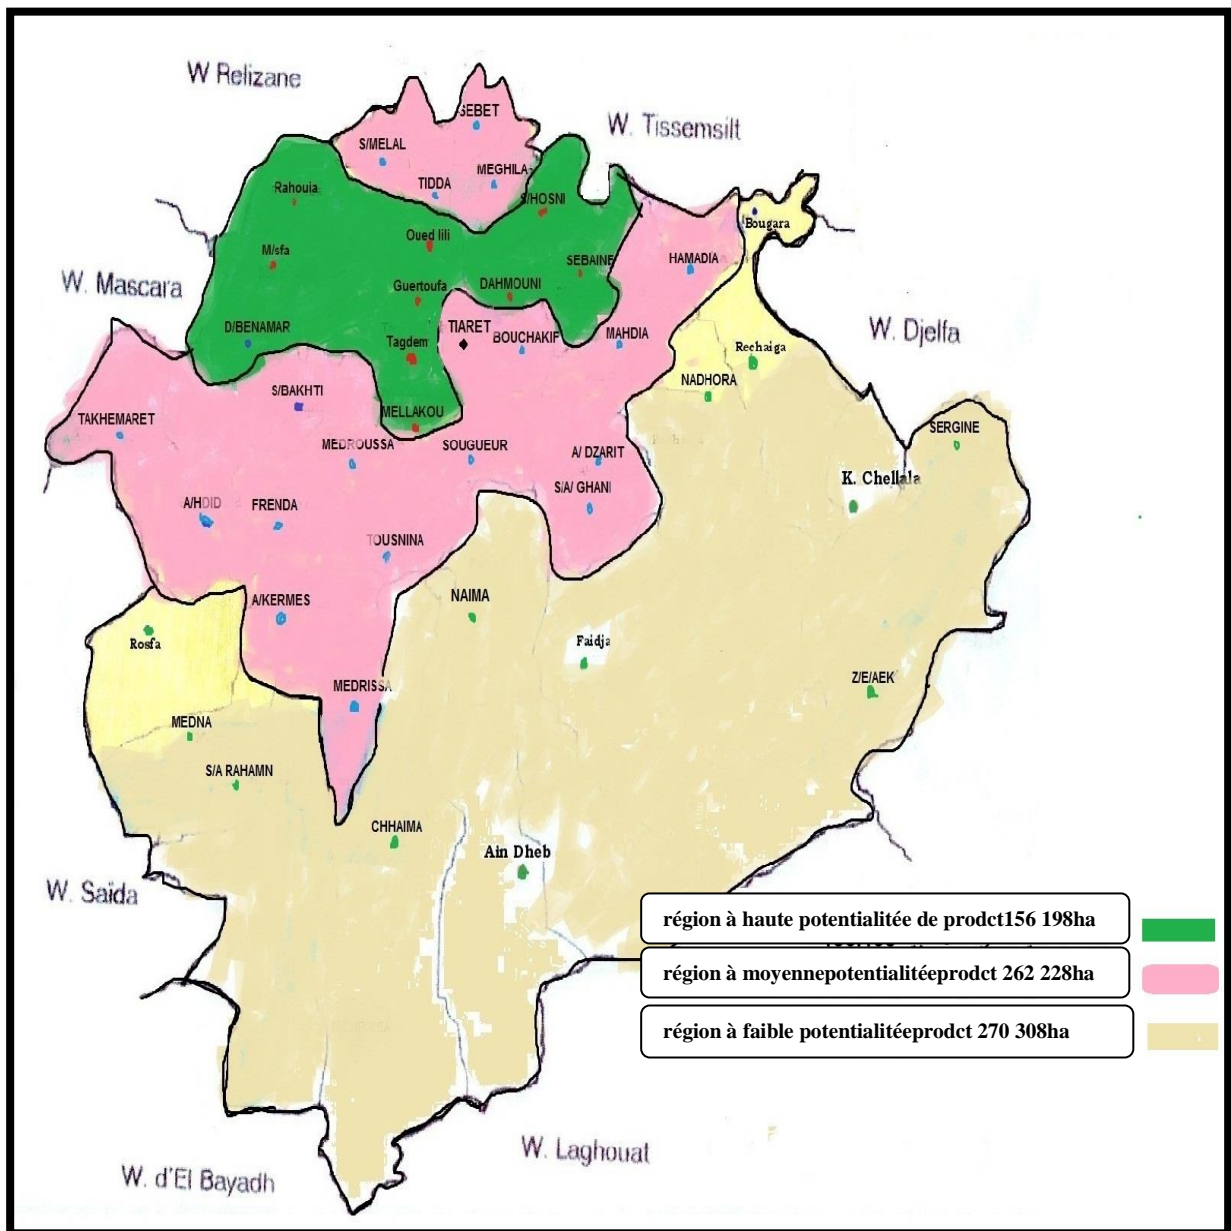 W Relizane
W. Tissemsilt
SEBET
S/MELAL
MEGHILA
TIDDA
Rahouia
S/HOSNI
Bougara
Oued lili
M/sfa
SEBAINE
HAMADIA
W. Mascara
Guertoufa
DAHMOUNI
W. Djelfa
D/BENAMAR
Tagdem
TIARET
BOUCHAKIF
MAHDIA
Rechaiga
NADHORA
S/BAKHTI
TAKHEMARET
MELLAKOU
SERGINE
MEDROUSSA
SOUGUEUR
A/ DZARIT
K. Chellala
S/A/ GHANI
A/HDID
FRENDA
TOUSNINA
A/KERMES
NAIMA
Rosfa
Faidja
MEDRISSA
Z/E/AEK
MEDNA
S/A RAHAMN
CHHAIMA
Ain Dheb
W. Saïda
région à haute potentialitée de prodct156 198ha
région à moyennepotentialitéeprodct 262 228ha
région à faible potentialitéeprodct 270 308ha
W. Laghouat
W. d'El Bayadh